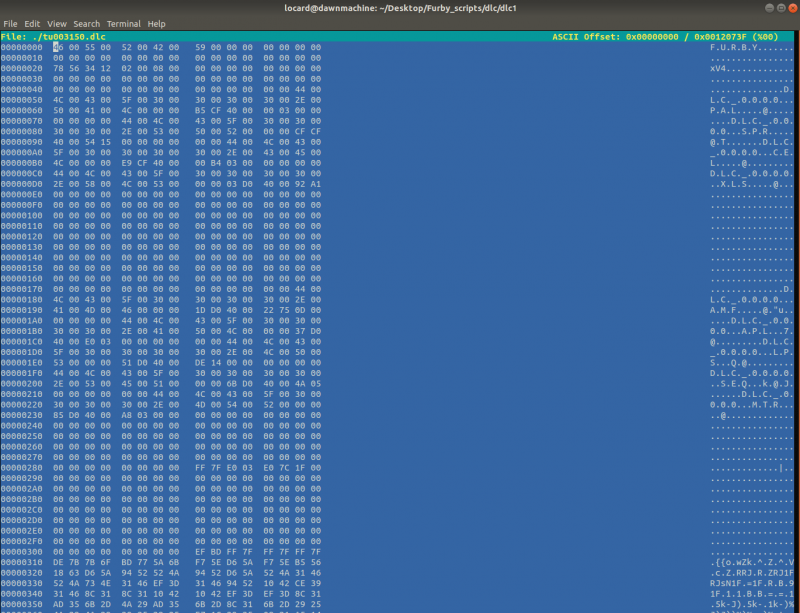 locard@dawnmachine: ~/Desktop/Furby_scripts/dlc/dlc1
File Edit View Search Terminal Help
File: ./tu003150.dlc ASCII Offset: 0x00000000 / 0x0012073F (%00)
00000000 46 00 55 00 52 00 42 00 59 00 00 00 00 00 00 00 F.U.R.B.Y.......
00000010 00 00 00 00 00 00 00 00 00 00 00 00 00 00 00 00 ................
00000020 78 56 34 12 02 00 08 00 00 00 00 00 00 00 00 00 xV4.............
00000030 00 00 00 00 00 00 00 00 00 00 00 00 00 00 00 00 ................
00000040 00 00 00 00 00 00 00 00 00 00 00 00 00 00 44 00 ..............D.
00000050 4C 00 43 00 5F 00 30 00 30 00 30 00 30 00 2E 00 L.C._.0.0.0.0...
00000060 50 00 41 00 4C 00 00 00 B5 CF 40 00 00 03 00 00 P.A.L.....@.....
00000070 00 00 00 00 44 00 4C 00 43 00 5F 00 30 00 30 00 ....D.L.C._.0.0.
00000080 30 00 30 00 2E 00 53 00 50 00 52 00 00 00 CF CF 0.0...S.P.R.....
00000090 40 00 54 15 00 00 00 00 00 00 44 00 4C 00 43 00 @.T.......D.L.C.
000000A0 5F 00 30 00 30 00 30 00 30 00 2E 00 43 00 45 00 _.0.0.0.0...C.E.
000000B0 4C 00 00 00 E9 CF 40 00 00 B4 03 00 00 00 00 00 L.....@.........
000000C0 44 00 4C 00 43 00 5F 00 30 00 30 00 30 00 30 00 D.L.C._.0.0.0.0.
000000D0 2E 00 58 00 4C 00 53 00 00 00 03 D0 40 00 92 A1 ..X.L.S.....@...
000000E0 00 00 00 00 00 00 00 00 00 00 00 00 00 00 00 00 ................
000000F0 00 00 00 00 00 00 00 00 00 00 00 00 00 00 00 00 ................
00000100 00 00 00 00 00 00 00 00 00 00 00 00 00 00 00 00 ................
00000110 00 00 00 00 00 00 00 00 00 00 00 00 00 00 00 00 ................
00000120 00 00 00 00 00 00 00 00 00 00 00 00 00 00 00 00 ................
00000130 00 00 00 00 00 00 00 00 00 00 00 00 00 00 00 00 ................
00000140 00 00 00 00 00 00 00 00 00 00 00 00 00 00 00 00 ................
00000150 00 00 00 00 00 00 00 00 00 00 00 00 00 00 00 00 ................
00000160 00 00 00 00 00 00 00 00 00 00 00 00 00 00 00 00 ................
00000170 00 00 00 00 00 00 00 00 00 00 00 00 00 00 44 00 ..............D.
00000180 4C 00 43 00 5F 00 30 00 30 00 30 00 30 00 2E 00 L.C._.0.0.0.0...
00000190 41 00 4D 00 46 00 00 00 1D D0 40 00 22 75 0D 00 A.M.F.....@."u..
000001A0 00 00 00 00 44 00 4C 00 43 00 5F 00 30 00 30 00 ....D.L.C._.0.0.
000001B0 30 00 30 00 2E 00 41 00 50 00 4C 00 00 00 37 D0 0.0...A.P.L...7.
000001C0 40 00 E0 03 00 00 00 00 00 00 44 00 4C 00 43 00 @.........D.L.C.
000001D0 5F 00 30 00 30 00 30 00 30 00 2E 00 4C 00 50 00 _.0.0.0.0...L.P.
000001E0 53 00 00 00 51 D0 40 00 DE 14 00 00 00 00 00 00 S...Q.@.........
000001F0 44 00 4C 00 43 00 5F 00 30 00 30 00 30 00 30 00 D.L.C._.0.0.0.0.
00000200 2E 00 53 00 45 00 51 00 00 00 6B D0 40 00 4A 05 ..S.E.Q...k.@.J.
00000210 00 00 00 00 00 00 44 00 4C 00 43 00 5F 00 30 00 ......D.L.C._.0.
00000220 30 00 30 00 30 00 2E 00 4D 00 54 00 52 00 00 00 0.0.0...M.T.R...
00000230 85 D0 40 00 A8 03 00 00 00 00 00 00 00 00 00 00 ..@.............
00000240 00 00 00 00 00 00 00 00 00 00 00 00 00 00 00 00 ................
00000250 00 00 00 00 00 00 00 00 00 00 00 00 00 00 00 00 ................
00000260 00 00 00 00 00 00 00 00 00 00 00 00 00 00 00 00 ................
00000270 00 00 00 00 00 00 00 00 00 00 00 00 00 00 00 00 ................
00000280 00 00 00 00 00 00 00 00 FF 7F E0 03 E0 7C 1F 00 .............|..
00000290 00 00 00 00 00 00 00 00 00 00 00 00 00 00 00 00 ................
000002A0 00 00 00 00 00 00 00 00 00 00 00 00 00 00 00 00 ................
000002B0 00 00 00 00 00 00 00 00 00 00 00 00 00 00 00 00 ................
000002C0 00 00 00 00 00 00 00 00 00 00 00 00 00 00 00 00 ................
000002D0 00 00 00 00 00 00 00 00 00 00 00 00 00 00 00 00 ................
000002E0 00 00 00 00 00 00 00 00 00 00 00 00 00 00 00 00 ................
000002F0 00 00 00 00 00 00 00 00 00 00 00 00 00 00 00 00 ................
00000300 00 00 00 00 00 00 00 00 EF BD FF 7F FF 7F FF 7F ................
00000310 DE 7B 7B 6F BD 77 5A 6B F7 5E D6 5A F7 5E B5 56 .{{o.wZk.^.Z.^.V
00000320 18 63 D6 5A 94 52 52 4A 94 52 D6 5A 4A 31 46 .c.Z.RRJ.R.ZRJ1F
00000330 52 4A 73 4E 31 46 EF 3D 31 46 94 52 10 42 CE 39 RJsN1F.=1F.R.B.9
00000340 31 46 8C 31 8C 31 10 42 10 42 EF 3D EF 3D 8C 31 1F.1.1.B.B=.=.1
00000350 AD 35 6B 2D 4A 29 AD 35 6B 2D 8C 31 6B 2D 29 25 .5k-J).5k-.1k-)%